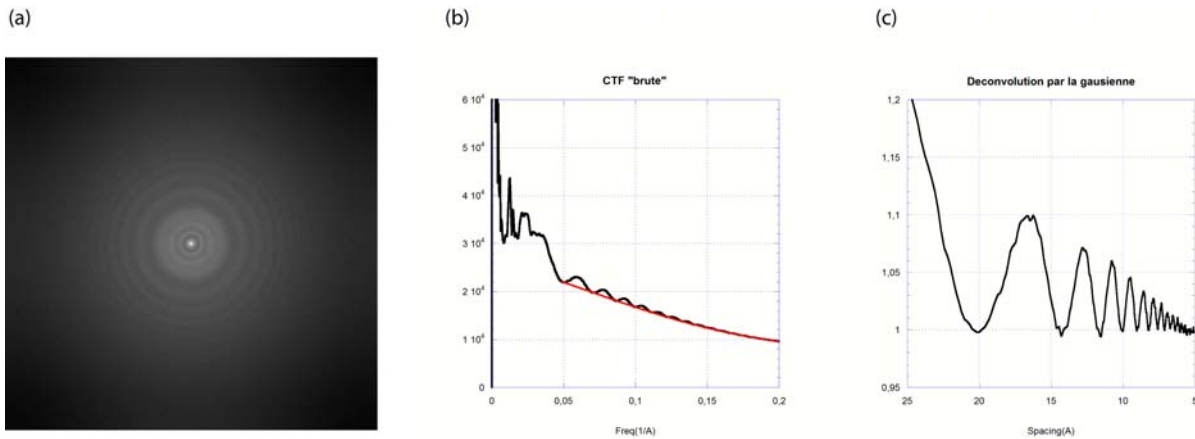 (a)
(b)
(c)
CTF "brute"
6 10⁴
5 10⁴
4 10⁴
3 10⁴
2 10⁴
1 10⁴
0
0 0,05 0,1 0,15 0,2
Freq(1/A)
Deconvolution par la gausienne
1,2
1,15
1,1
1,05
1
0,95
25 20 15 10 5
Spacing(A)